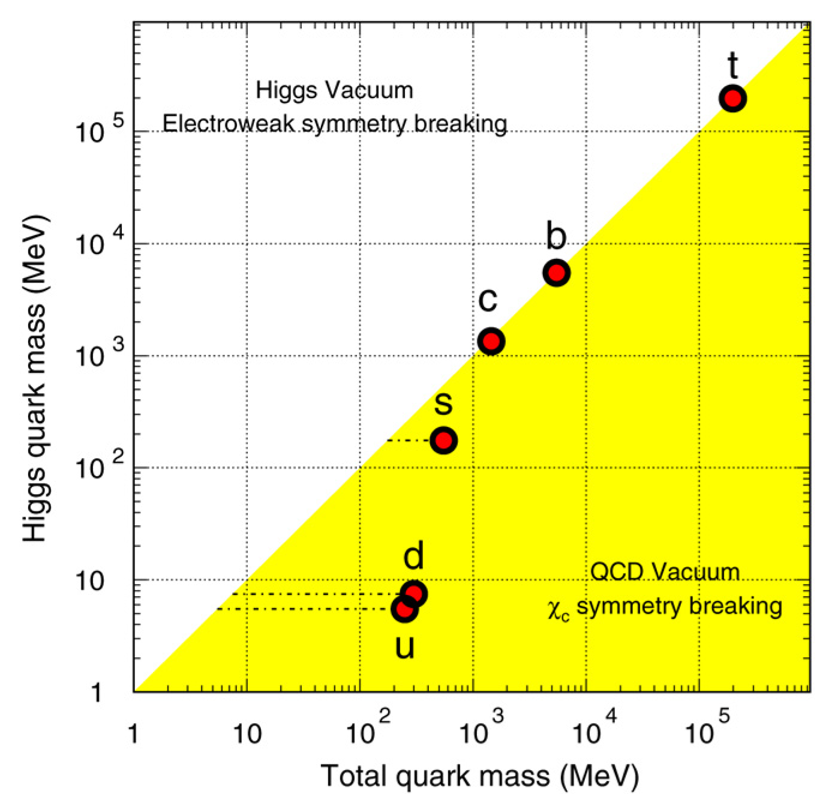 t
Higgs Vacuum
Electroweak symmetry breaking
10^5
b
10^4
c
10^3
s
10^2
d
QCD Vacuum
10
χc symmetry breaking
u
1
1 10 10^2 10^3 10^4 10^5
Total quark mass (MeV)
Higgs quark mass (MeV)